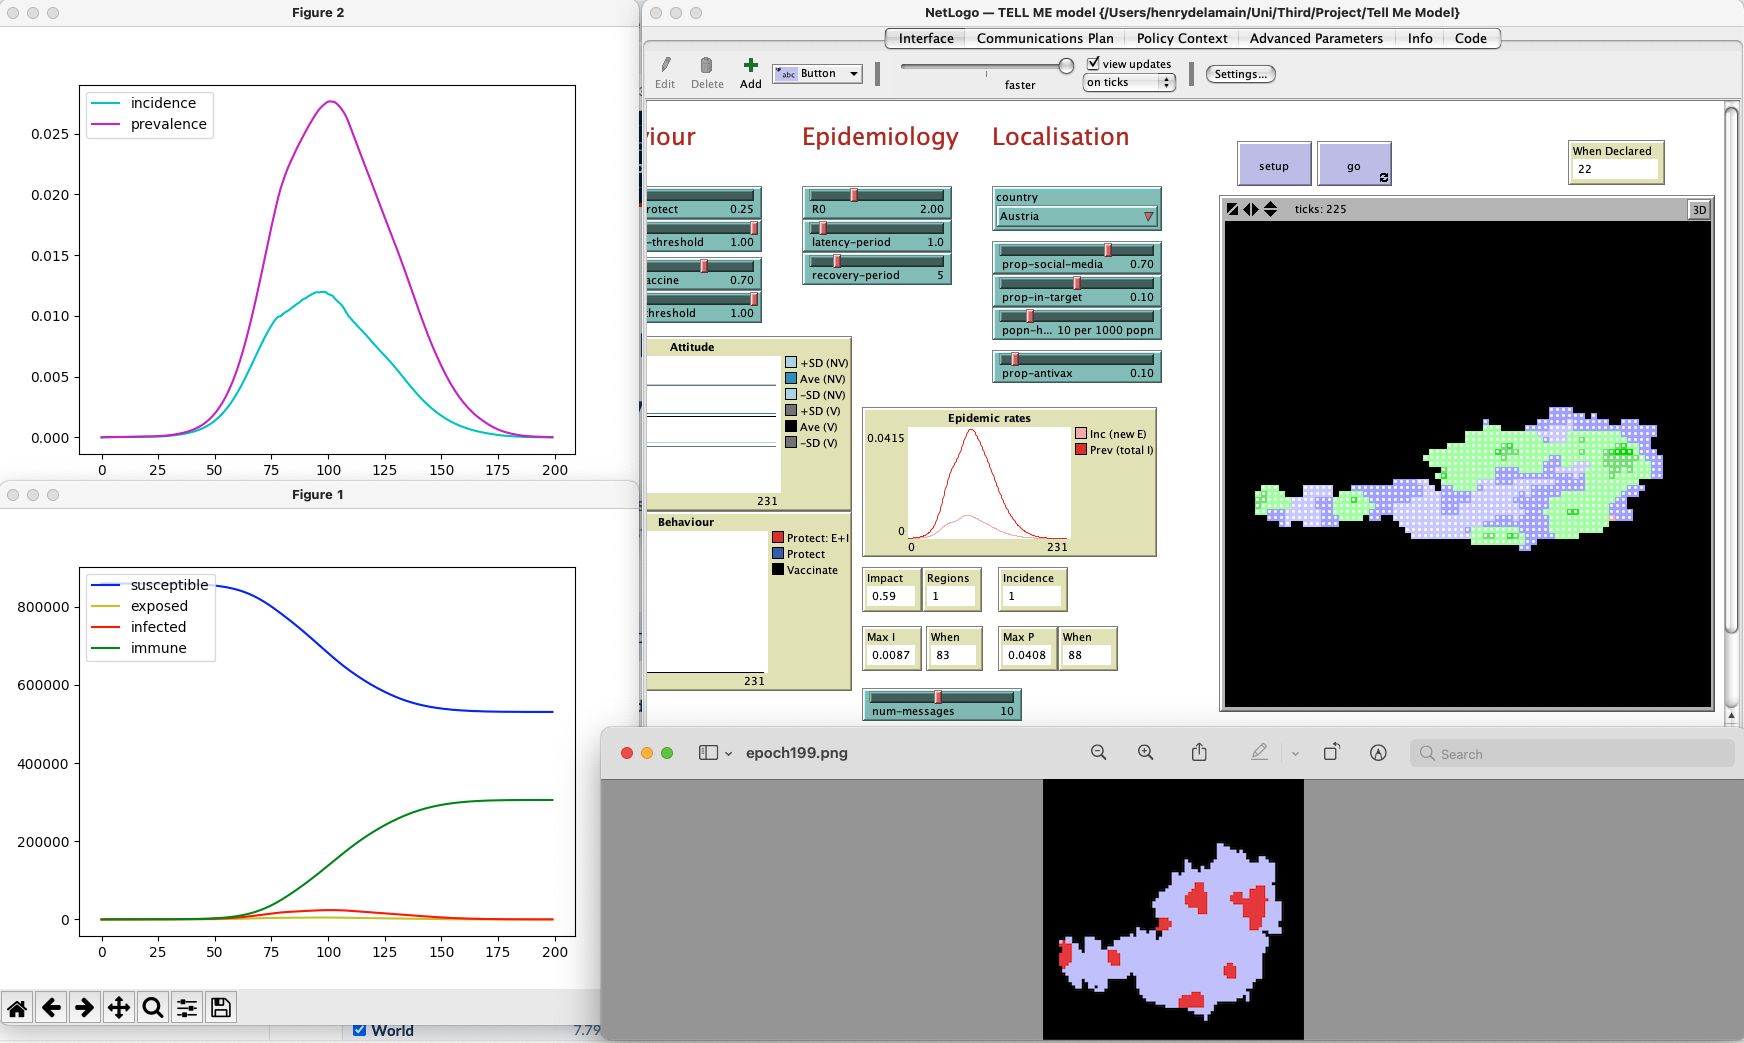 Figure 2
incidence
prevalence
0.025
0.020
0.015
0.010
0.005
0.000
0 25 50 75 100 125 150 175 200
Figure 1
susceptible
exposed
infected
immune
800000
600000
400000
200000
0
0 25 50 75 100 125 150 175 200
World 7.79
NetLogo — TELL ME model {/Users/henrydelamain/Uni/Third/Project/Tell Me Model}
Interface Communications Plan Policy Context Advanced Parameters Info Code
Edit Delete Add abc Button
faster
view updates
on ticks
Settings...
viour Epidemiology Localisation
rotect 0.25
-threshold 1.00
accine 0.70
hreshold 1.00
R0 2.00
latency-period 1.0
recovery-period 5
country
Austria
prop-social-media 0.70
prop-in-target 0.10
popn-h... 10 per 1000 popn
prop-antivax 0.10
setup
go
When Declared
22
ticks: 225
3D
Attitude
+SD (NV)
Ave (NV)
-SD (NV)
+SD (V)
Ave (V)
-SD (V)
231
Behaviour
Protect: E+I
Protect
Vaccinate
231
Epidemic rates
0.0415
0
0 231
Inc (new E)
Prev (total I)
Impact
0.59
Regions
1
Incidence
1
Max I
0.0087
When
83
Max P
0.0408
When
88
num-messages 10
epoch199.png
Search